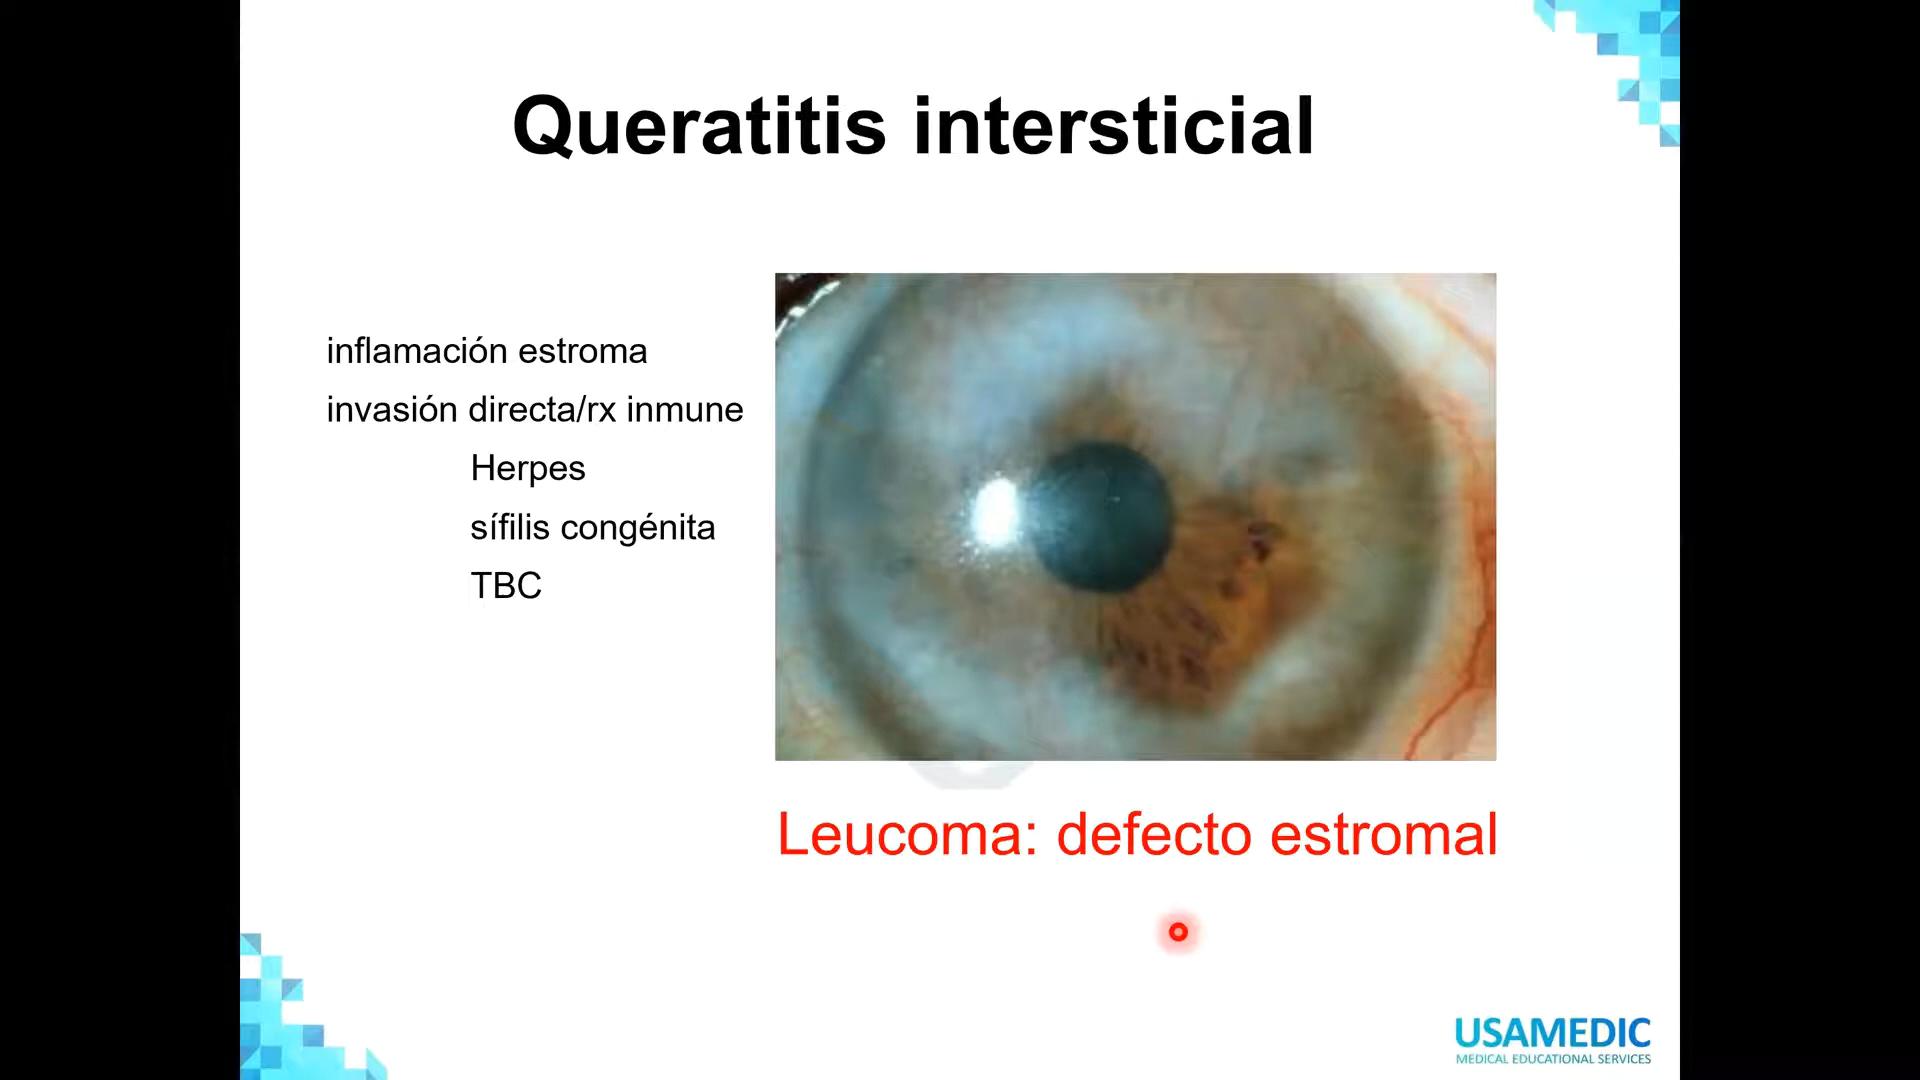 Queratitis intersticial
inflamación estroma
invasión directa/rx inmune
Herpes
sífilis congénita
TBC
Leucoma: defecto estromal
USAMEDIC
MEDICAL EDUCATIONAL SERVICES